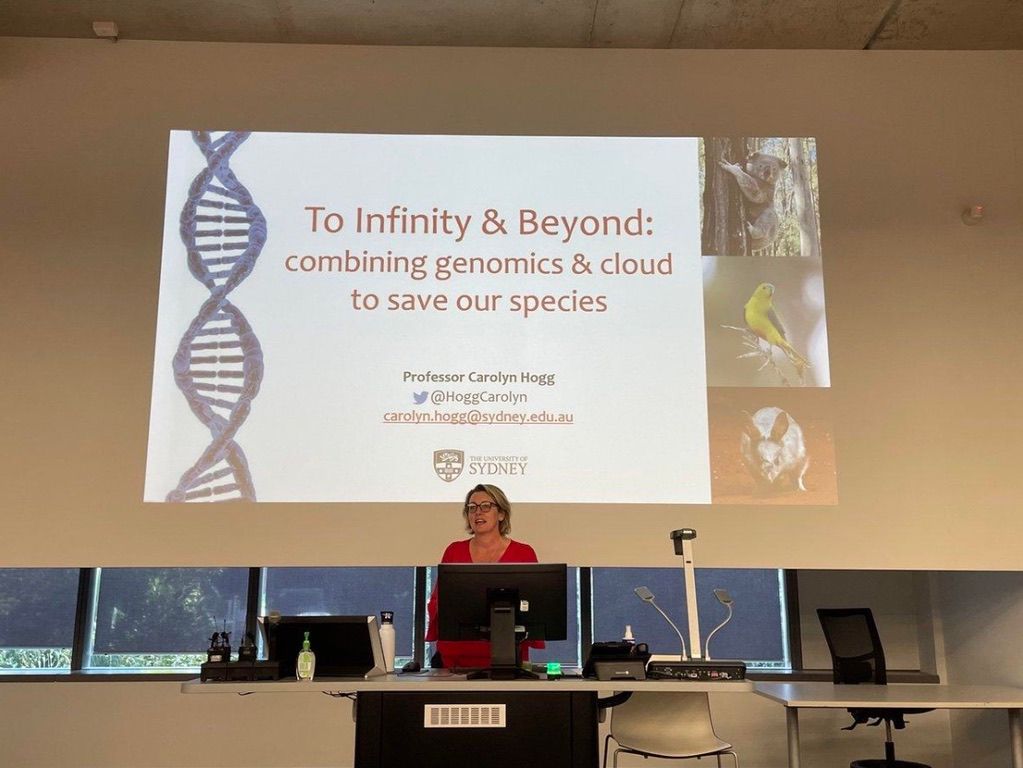 To Infinity & Beyond:
combining genomics & cloud
to save our species
Professor Carolyn Hogg
@HoggCarolyn
carolyn.hogg@sydney.edu.au
THE UNIVERSITY OF
SYDNEY